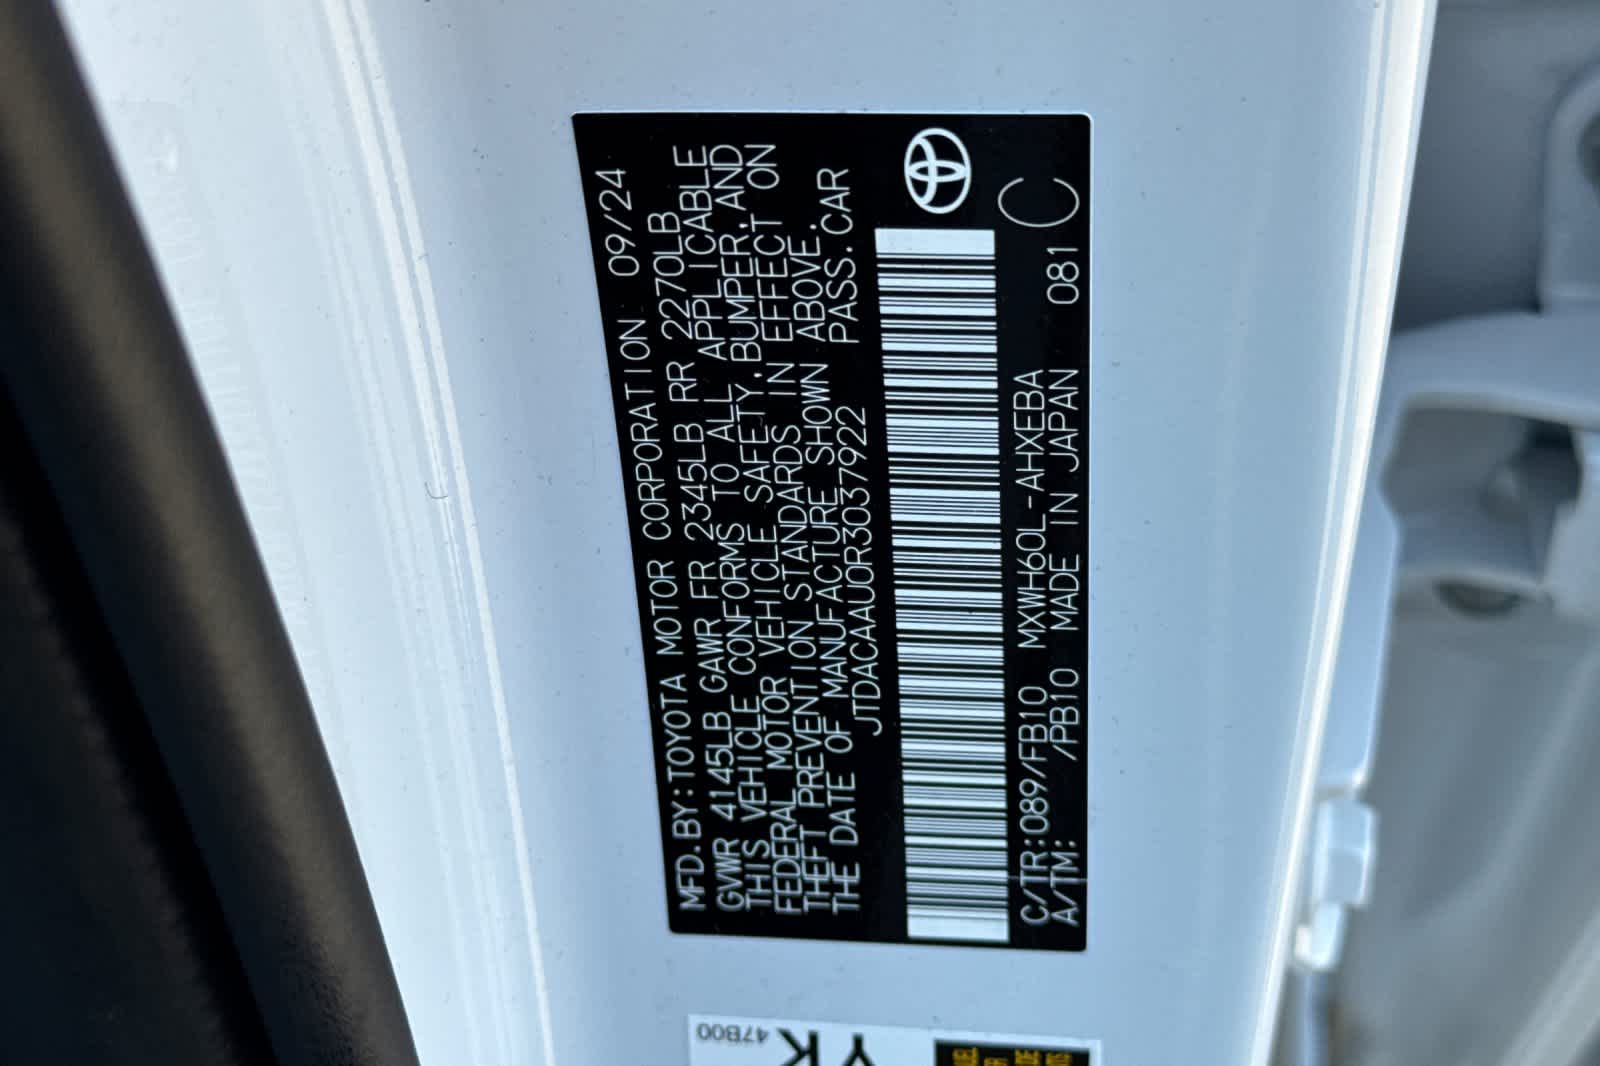 MFD.BY:TOYOTA MOTOR CORPORATION 09/24
GVWR 4145LB GAWR FR 2345LB RR 2270LB
THIS VEHICLE CONFORMS TO ALL APPLICABLE
FEDERAL MOTOR VEHICLE SAFETY,BUMPER,AND
THEFT PREVENTION STANDARDS IN EFFECT ON
THE DATE OF MANUFACTURE SHOWN ABOVE.
JTDACAAU0R3037922 PASS.CAR
C/TR:089/FB10 MXWH60L-AHXEBA 081 C
A/TM: /PB10 MADE IN JAPAN
47B00
YK